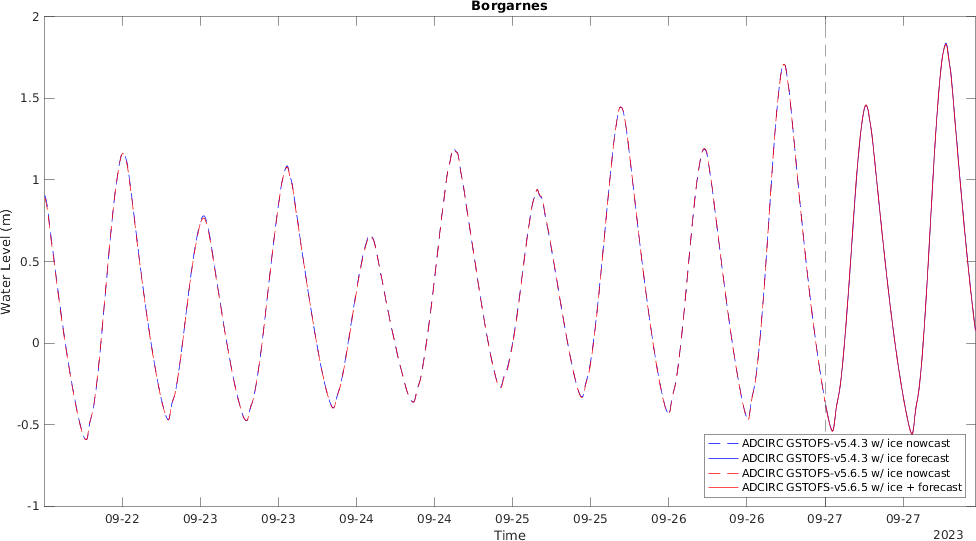 Borgarnes
2
1.5
1
0.5
0
-0.5
-1
Water Level (m)
ADCIRC GSTOFS-v5.4.3 w/ ice nowcast
ADCIRC GSTOFS-v5.4.3 w/ ice forecast
ADCIRC GSTOFS-v5.6.5 w/ ice nowcast
ADCIRC GSTOFS-v5.6.5 w/ ice + forecast
09-22 09-23 09-23 09-24 09-24 09-25 09-25 09-26 09-26 09-27 09-27
Time
2023